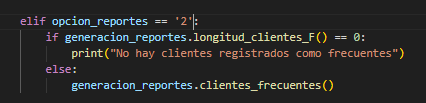 elif opcion_reportes == '2':
if generacion_reportes.longitud_clientes_F() == 0:
print("No hay clientes registrados como frecuentes")
else:
generacion_reportes.clientes_frecuentes()